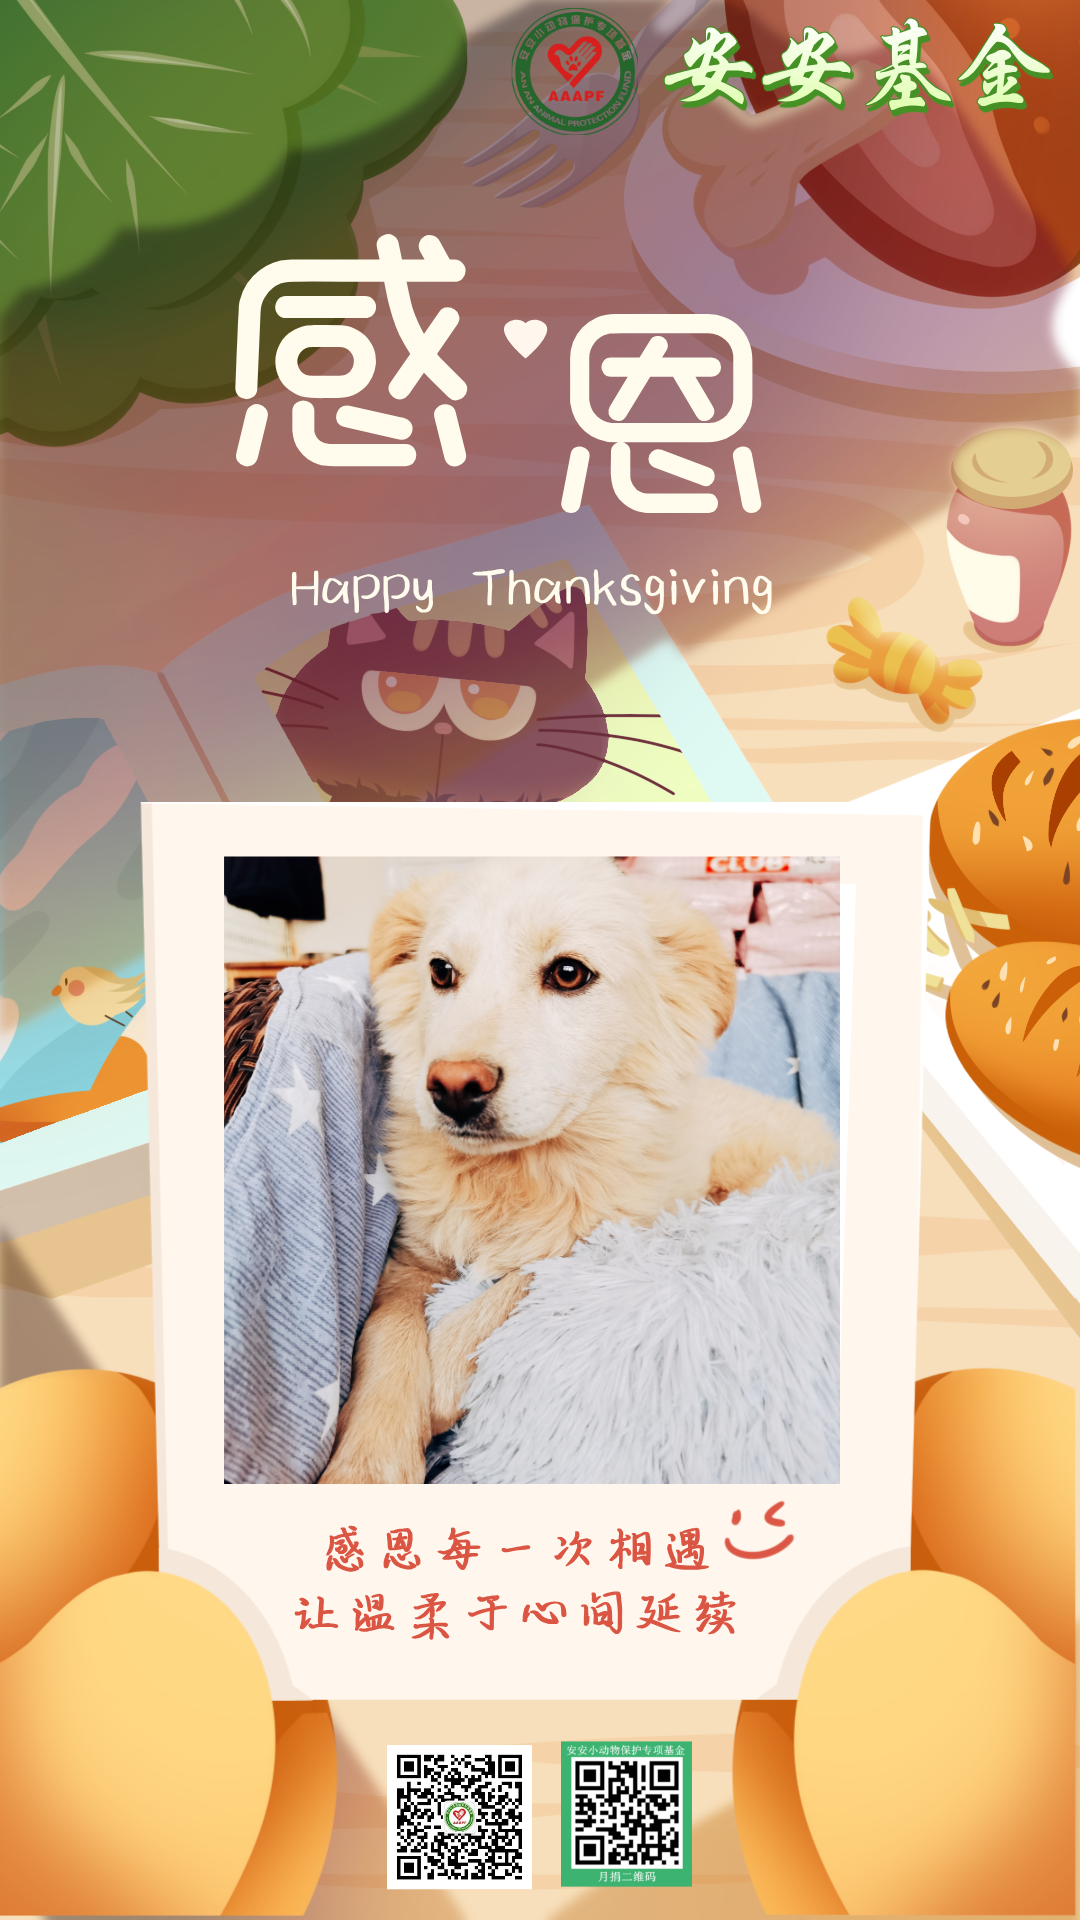 安安小动物保护专项基金
AAAPF
AN AN ANIMAL PROTECTION FUND
安安基金
感恩
Happy Thanksgiving
CLUB
感恩每一次相遇
让温柔于心间延续
AAAPF
安安小动物保护专项基金
月捐二维码